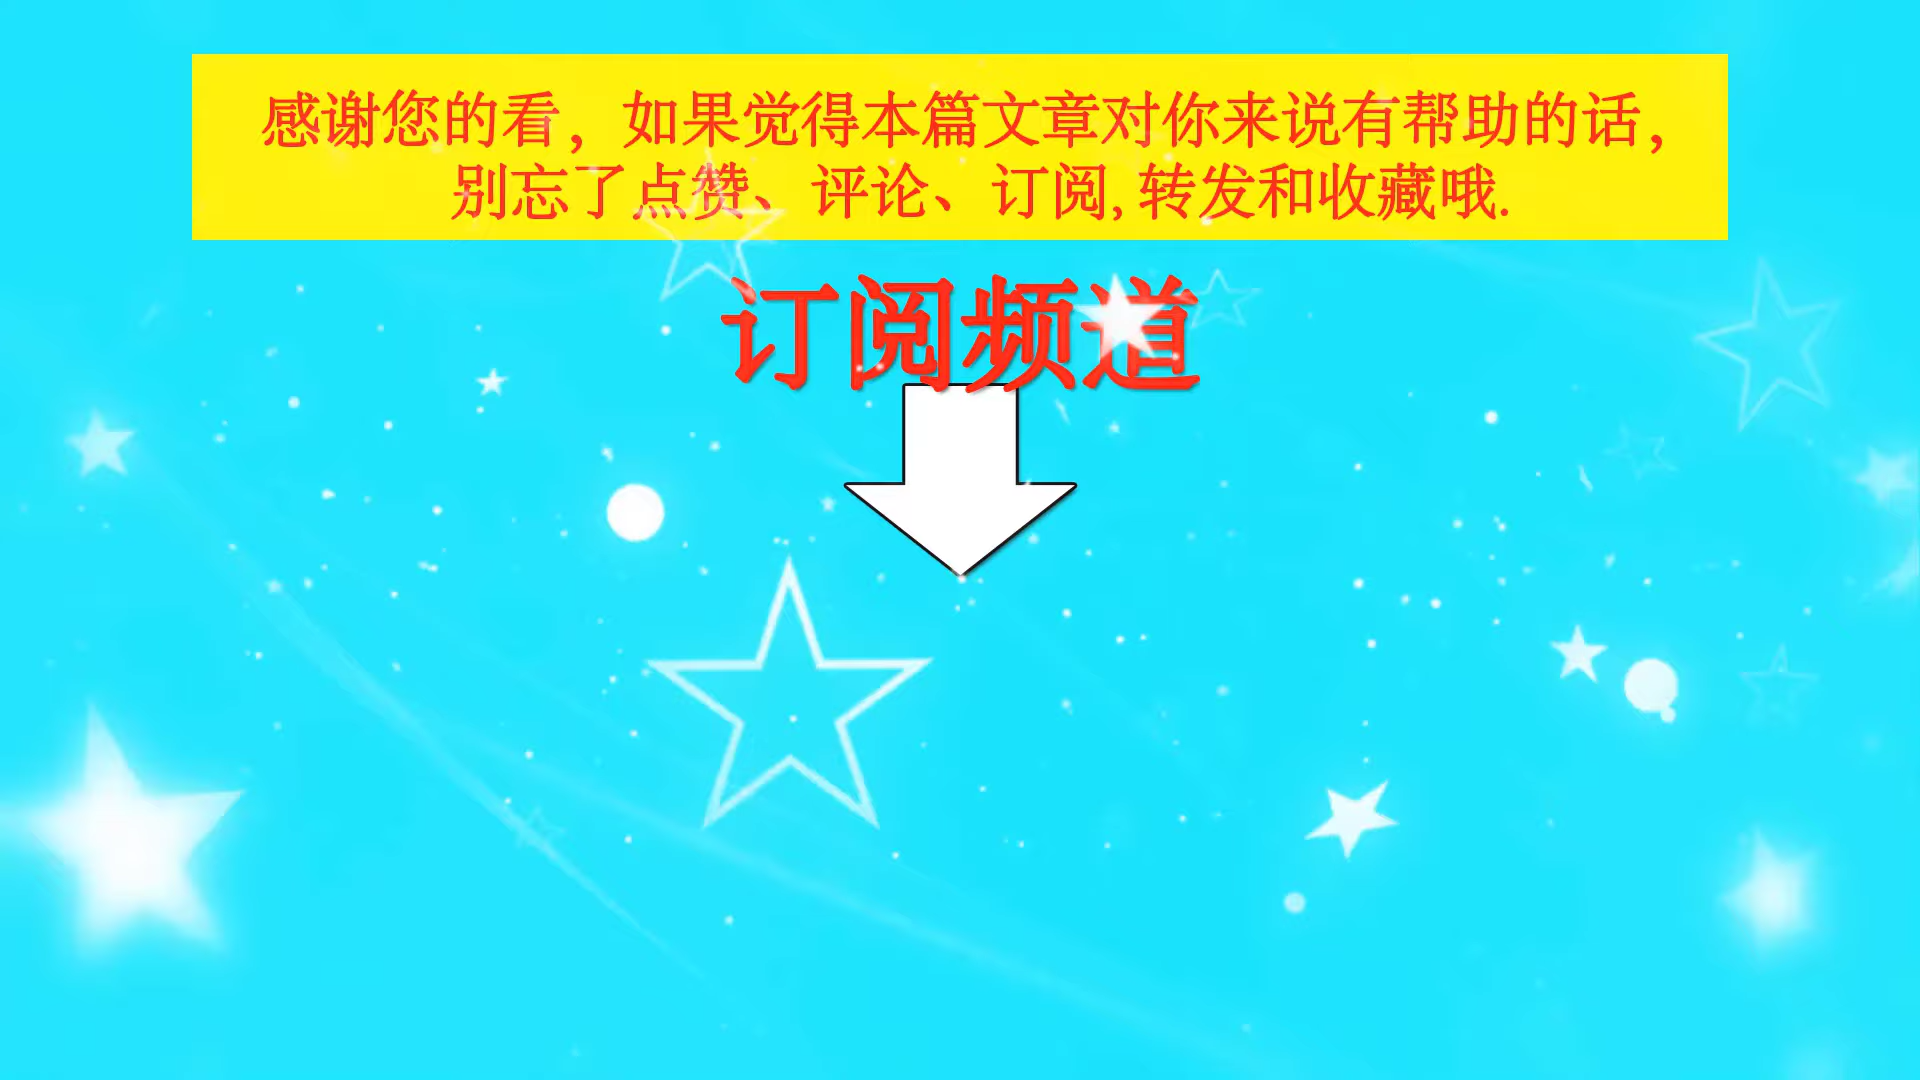 感谢您的看，如果觉得本篇文章对你来说有帮助的话，
别忘了点赞、评论、订阅,转发和收藏哦.
订阅频道